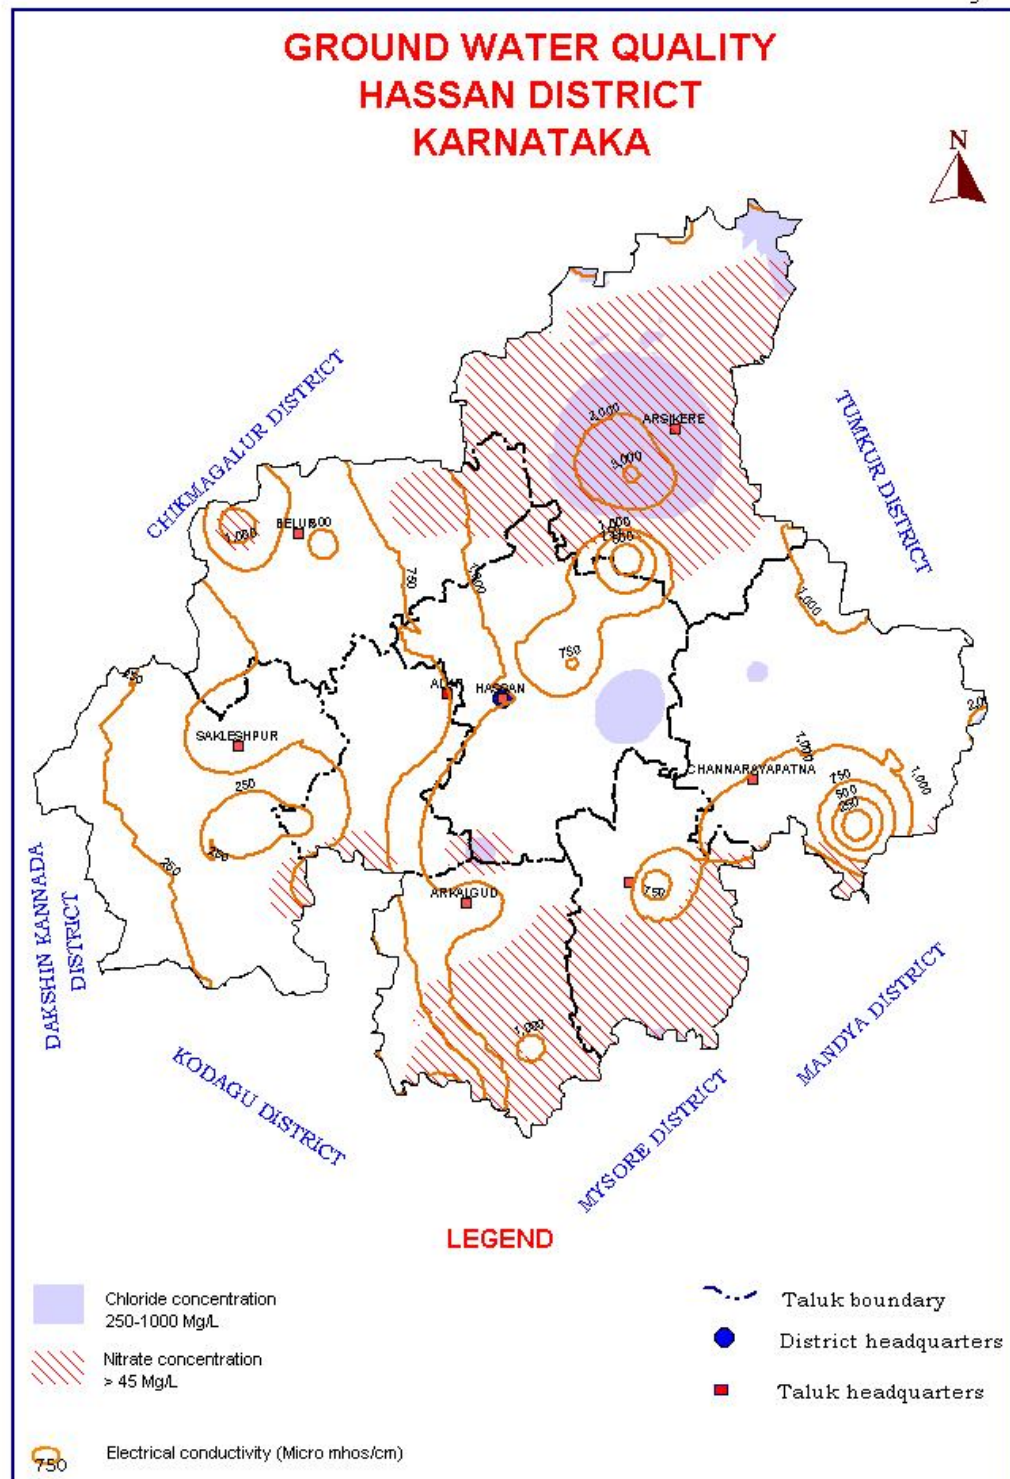 GROUND WATER QUALITY
HASSAN DISTRICT
KARNATAKA
N
CHIKMAGALUR DISTRICT
TUMKUR DISTRICT
2,000
ARSIKERE
3,000
1,000
500
1,000
BELUR
750
1,000
1,000
750
250
HASSAN
SAKLESHPUR
250
250
250
1,000
1,000
CHANNARAYAPATNA
750
500
250
750
ARKALGUD
1,000
DAKSHIN KANNADA
DISTRICT
KODAGU DISTRICT
MYSORE DISTRICT
MANDYA DISTRICT
LEGEND
Chloride concentration
250-1000 Mg/L
Nitrate concentration
> 45 Mg/L
750
Electrical conductivity (Micro mhos/cm)
Taluk boundary
District headquarters
Taluk headquarters